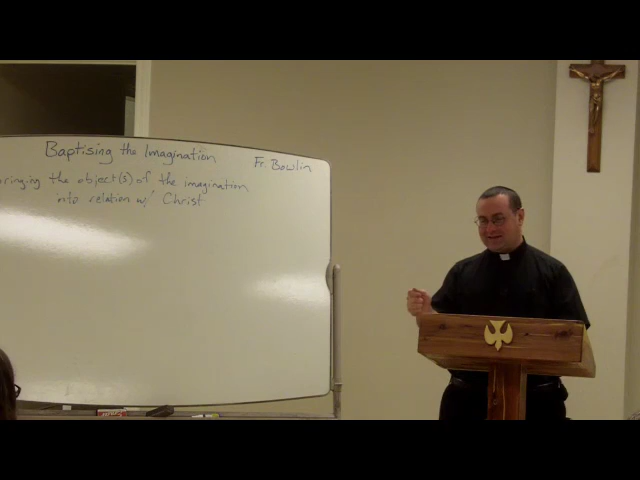 Baptising the Imagination
Fr. Bowlin
ringing the object(s) of the imagination
into relation w/ Christ